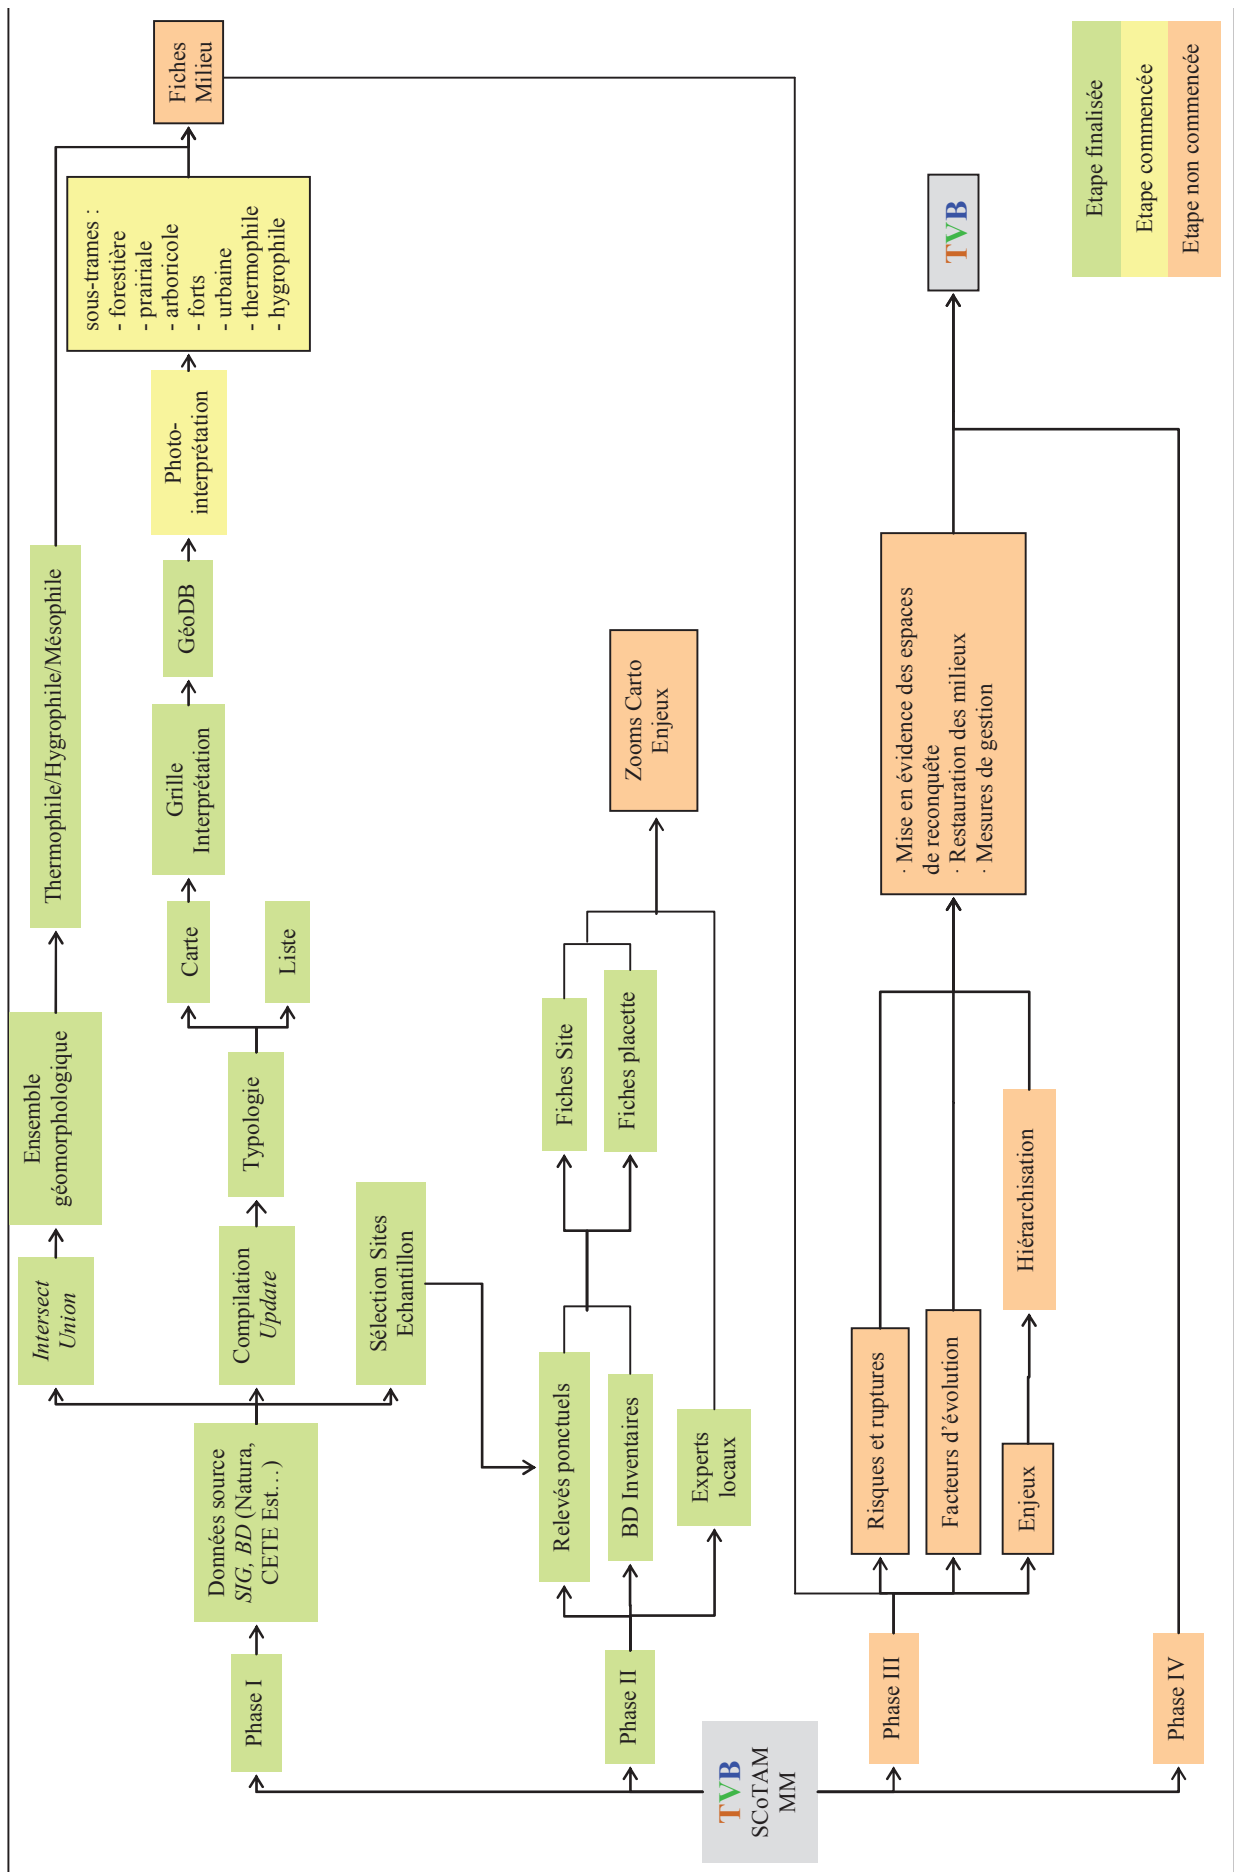 TVB
SCoTAM
MM
Phase I
Données source
SIG, BD (Natura,
CETE Est…)
Intersect
Union
Ensemble
géomorphologique
Thermophile/Hygrophile/Mésophile
Compilation
Update
Typologie
Carte
Liste
Grille
Interprétation
GéoDB
Photo-
interprétation
sous-trames :
- forestière
- prairiale
- arboricole
- forts
- urbaine
- thermophile
- hygrophile
Fiches
Milieu
Sélection Sites
Echantillon
Phase II
Relevés ponctuels
BD Inventaires
Experts
locaux
Fiches Site
Fiches placette
Zooms Carto
Enjeux
Phase III
Risques et ruptures
Facteurs d’évolution
Enjeux
Hiérarchisation
· Mise en évidence des espaces
de reconquête
· Restauration des milieux
· Mesures de gestion
TVB
Phase IV
Etape finalisée
Etape commencée
Etape non commencée